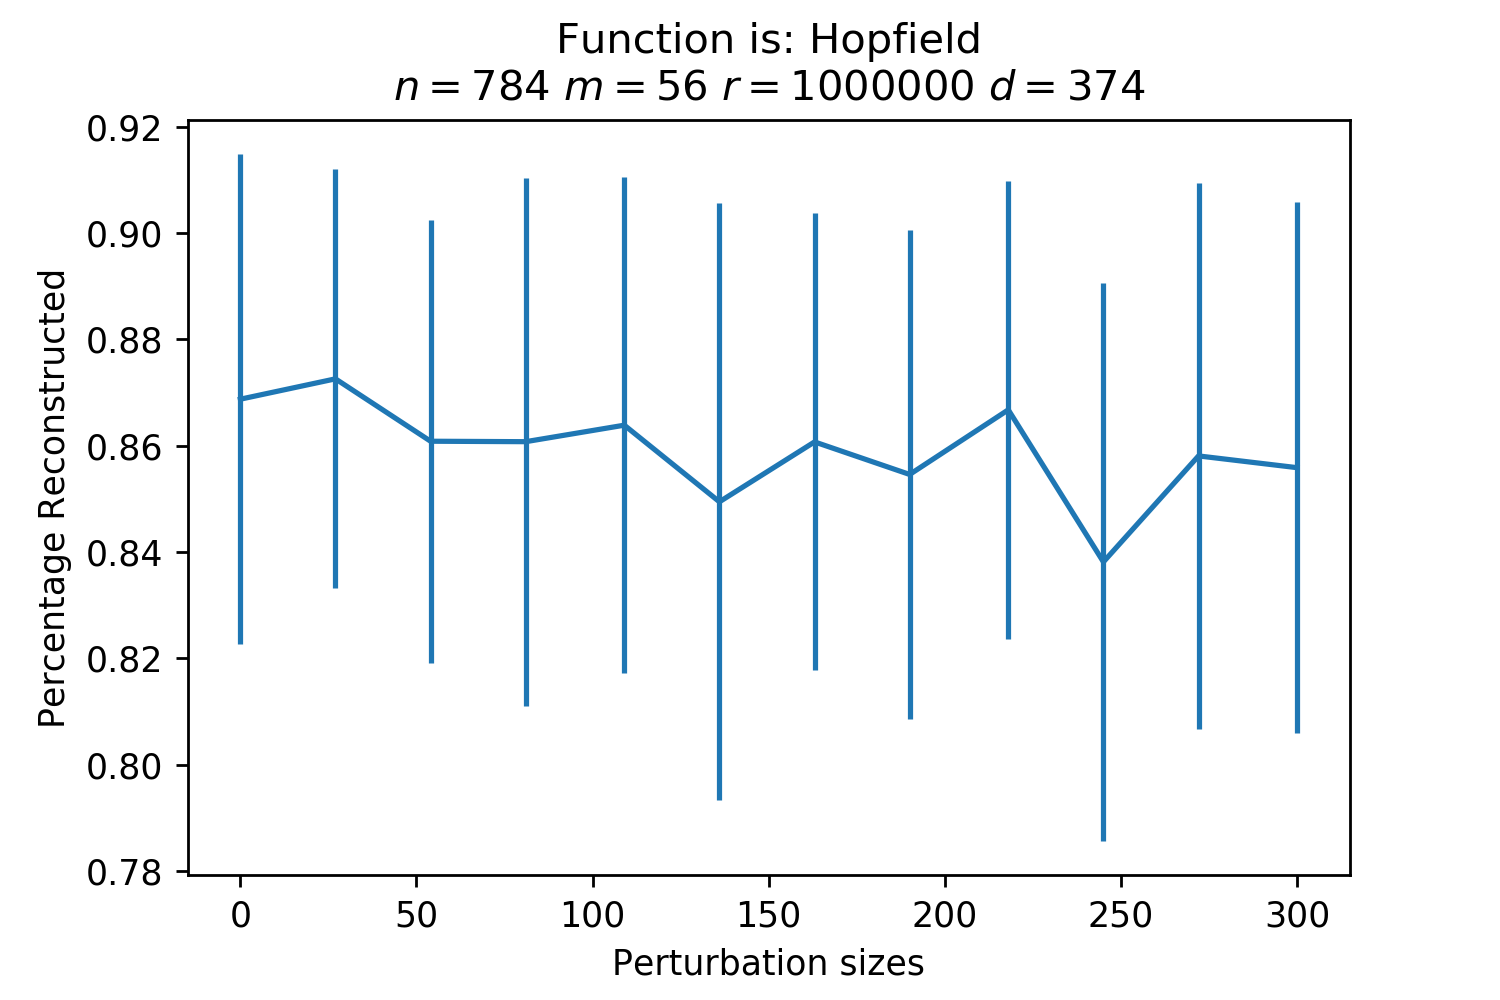 Function is: Hopfield
n = 784 m = 56 r = 1000000 d = 374
0.92
0.90
0.88
0.86
0.84
0.82
0.80
0.78
Percentage Reconstructed
0 50 100 150 200 250 300
Perturbation sizes